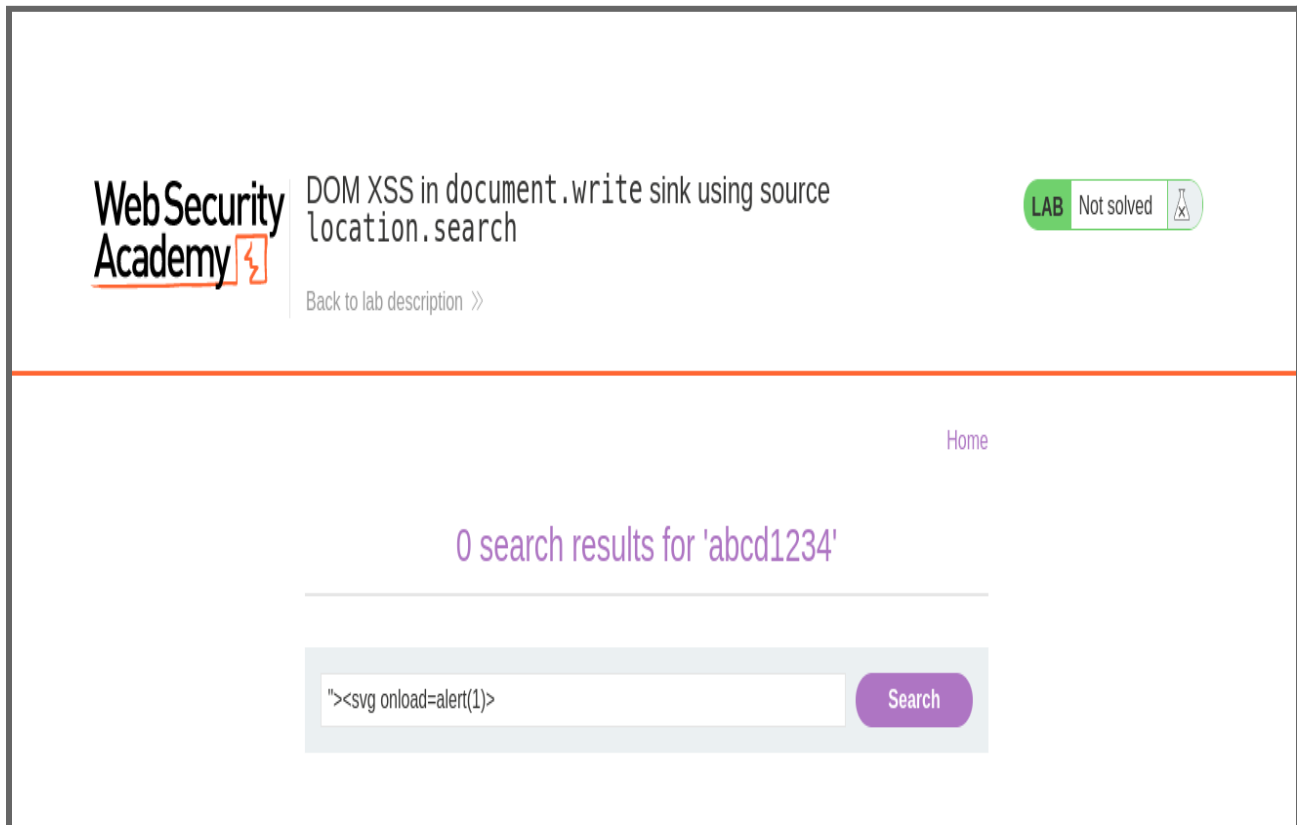 Web Security
Academy
DOM XSS in document.write sink using source
location.search
Back to lab description
LAB Not solved
Home
0 search results for 'abcd1234'
"><svg onload=alert(1)>
Search